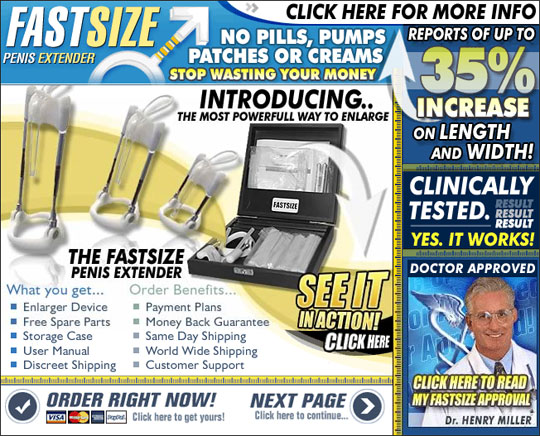 FASTSIZE
PENIS EXTENDER
NO PILLS, PUMPS
PATCHES OR CREAMS
STOP WASTING YOUR MONEY
CLICK HERE FOR MORE INFO
REPORTS OF UP TO
35%
INCREASE
ON LENGTH
AND WIDTH!
INTRODUCING..
THE MOST POWERFULL WAY TO ENLARGE
FASTSIZE
THE FASTSIZE
PENIS EXTENDER
SEE IT
IN ACTION!
CLICK HERE
What you get...
Enlarger Device
Free Spare Parts
Storage Case
User Manual
Discreet Shipping
Order Benefits...
Payment Plans
Money Back Guarantee
Same Day Shipping
World Wide Shipping
Customer Support
CLINICALLY
TESTED.
RESULT
RESULT
RESULT
YES. IT WORKS!
DOCTOR APPROVED
CLICK HERE TO READ
MY FASTSIZE APPROVAL
Dr. HENRY MILLER
ORDER RIGHT NOW!
VISA
Click here to get yours!
NEXT PAGE
Click here to continue...